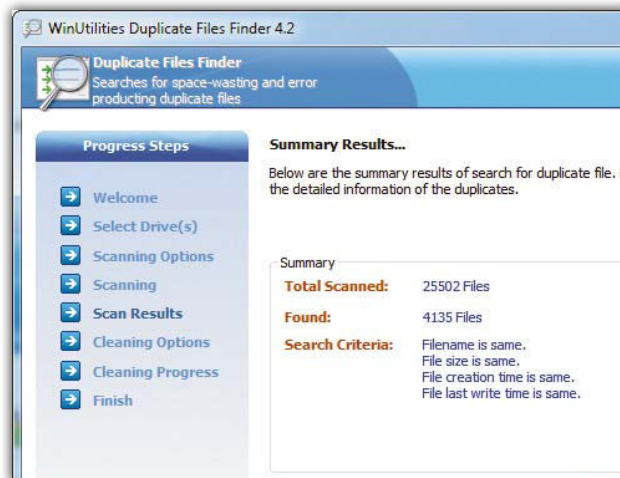 WinUtilities Duplicate Files Finder 4.2
Duplicate Files Finder
Searches for space-wasting and error
producting duplicate files
Progress Steps
Welcome
Select Drive(s)
Scanning Options
Scanning
Scan Results
Cleaning Options
Cleaning Progress
Finish
Summary Results...
Below are the summary results of search for duplicate file.
the detailed information of the duplicates.
Summary
Total Scanned: 25502 Files
Found: 4135 Files
Search Criteria: Filename is same.
File size is same.
File creation time is same.
File last write time is same.